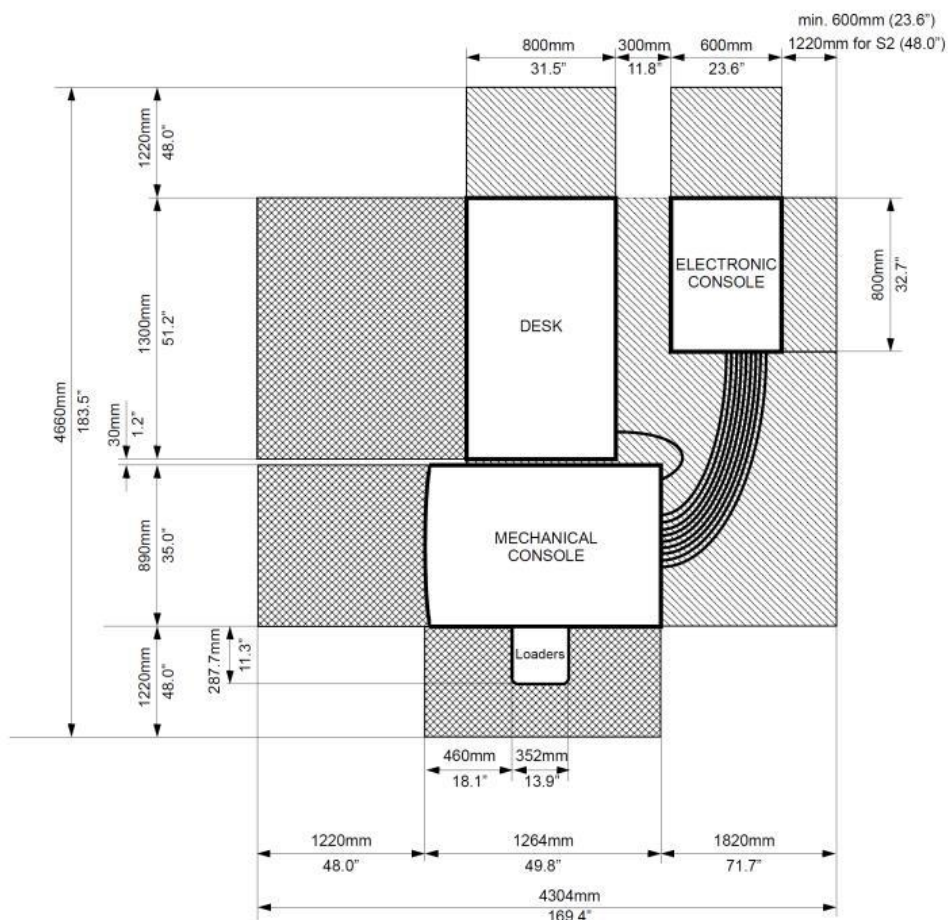 min. 600mm (23.6")
800mm 300mm 600mm 1220mm for S2 (48.0")
31.5" 11.8" 23.6"
1220mm
48.0"
1300mm
51.2"
4660mm
183.5"
30mm
1.2"
890mm
35.0"
1220mm
48.0"
DESK
ELECTRONIC
CONSOLE
800mm
32.7"
MECHANICAL
CONSOLE
287.7mm
11.3"
Loaders
460mm 352mm
18.1" 13.9"
1220mm 1264mm 1820mm
48.0" 49.8" 71.7"
4304mm
169.4"